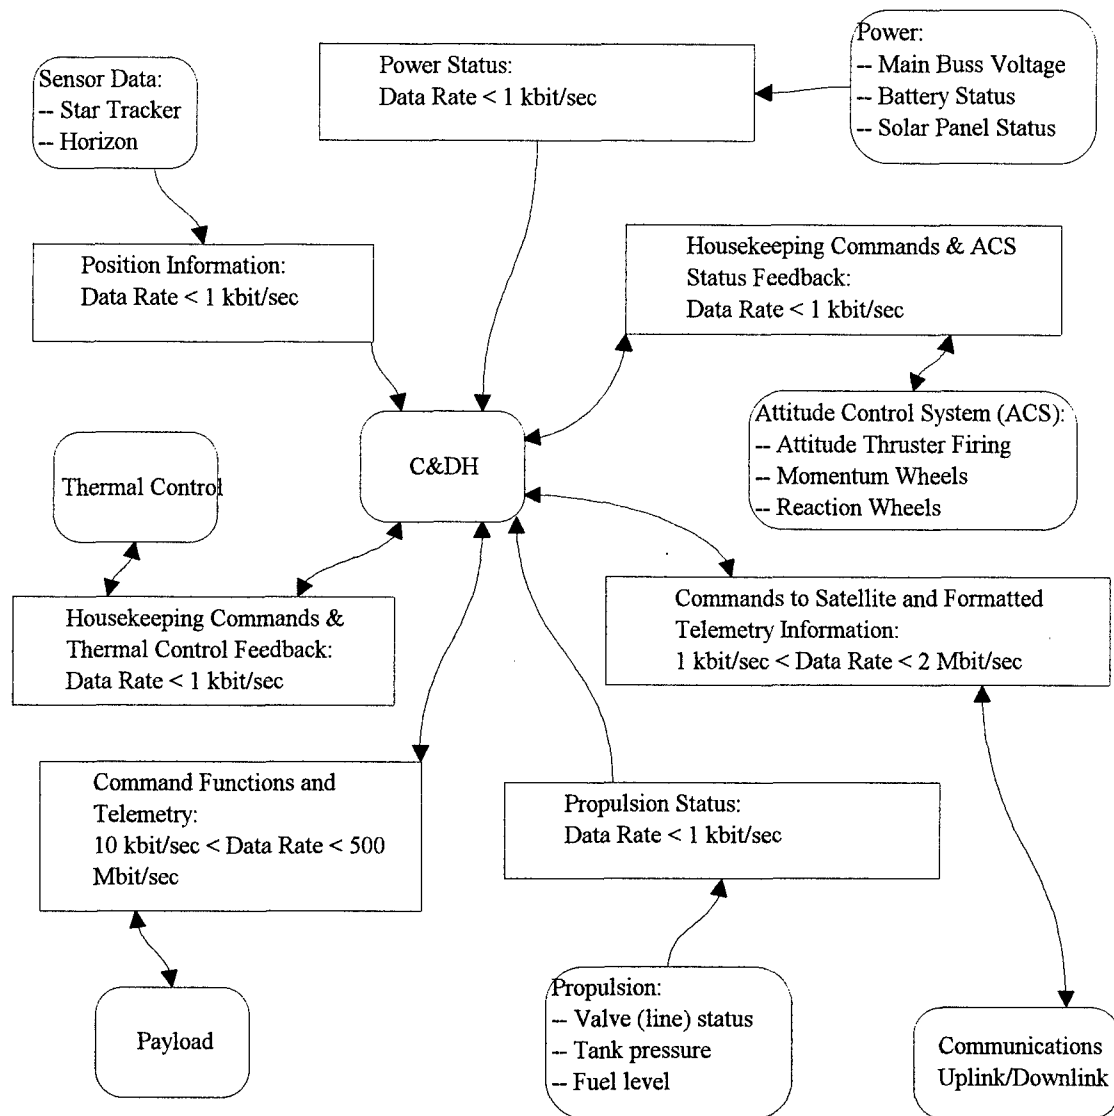 Sensor Data:
-- Star Tracker
-- Horizon
Power Status:
Data Rate < 1 kbit/sec
Power:
-- Main Buss Voltage
-- Battery Status
-- Solar Panel Status
Position Information:
Data Rate < 1 kbit/sec
Housekeeping Commands & ACS
Status Feedback:
Data Rate < 1 kbit/sec
Attitude Control System (ACS):
-- Attitude Thruster Firing
-- Momentum Wheels
-- Reaction Wheels
C&DH
Thermal Control
Housekeeping Commands &
Thermal Control Feedback:
Data Rate < 1 kbit/sec
Commands to Satellite and Formatted
Telemetry Information:
1 kbit/sec < Data Rate < 2 Mbit/sec
Command Functions and
Telemetry:
10 kbit/sec < Data Rate < 500
Mbit/sec
Propulsion Status:
Data Rate < 1 kbit/sec
Payload
Propulsion:
-- Valve (line) status
-- Tank pressure
-- Fuel level
Communications
Uplink/Downlink